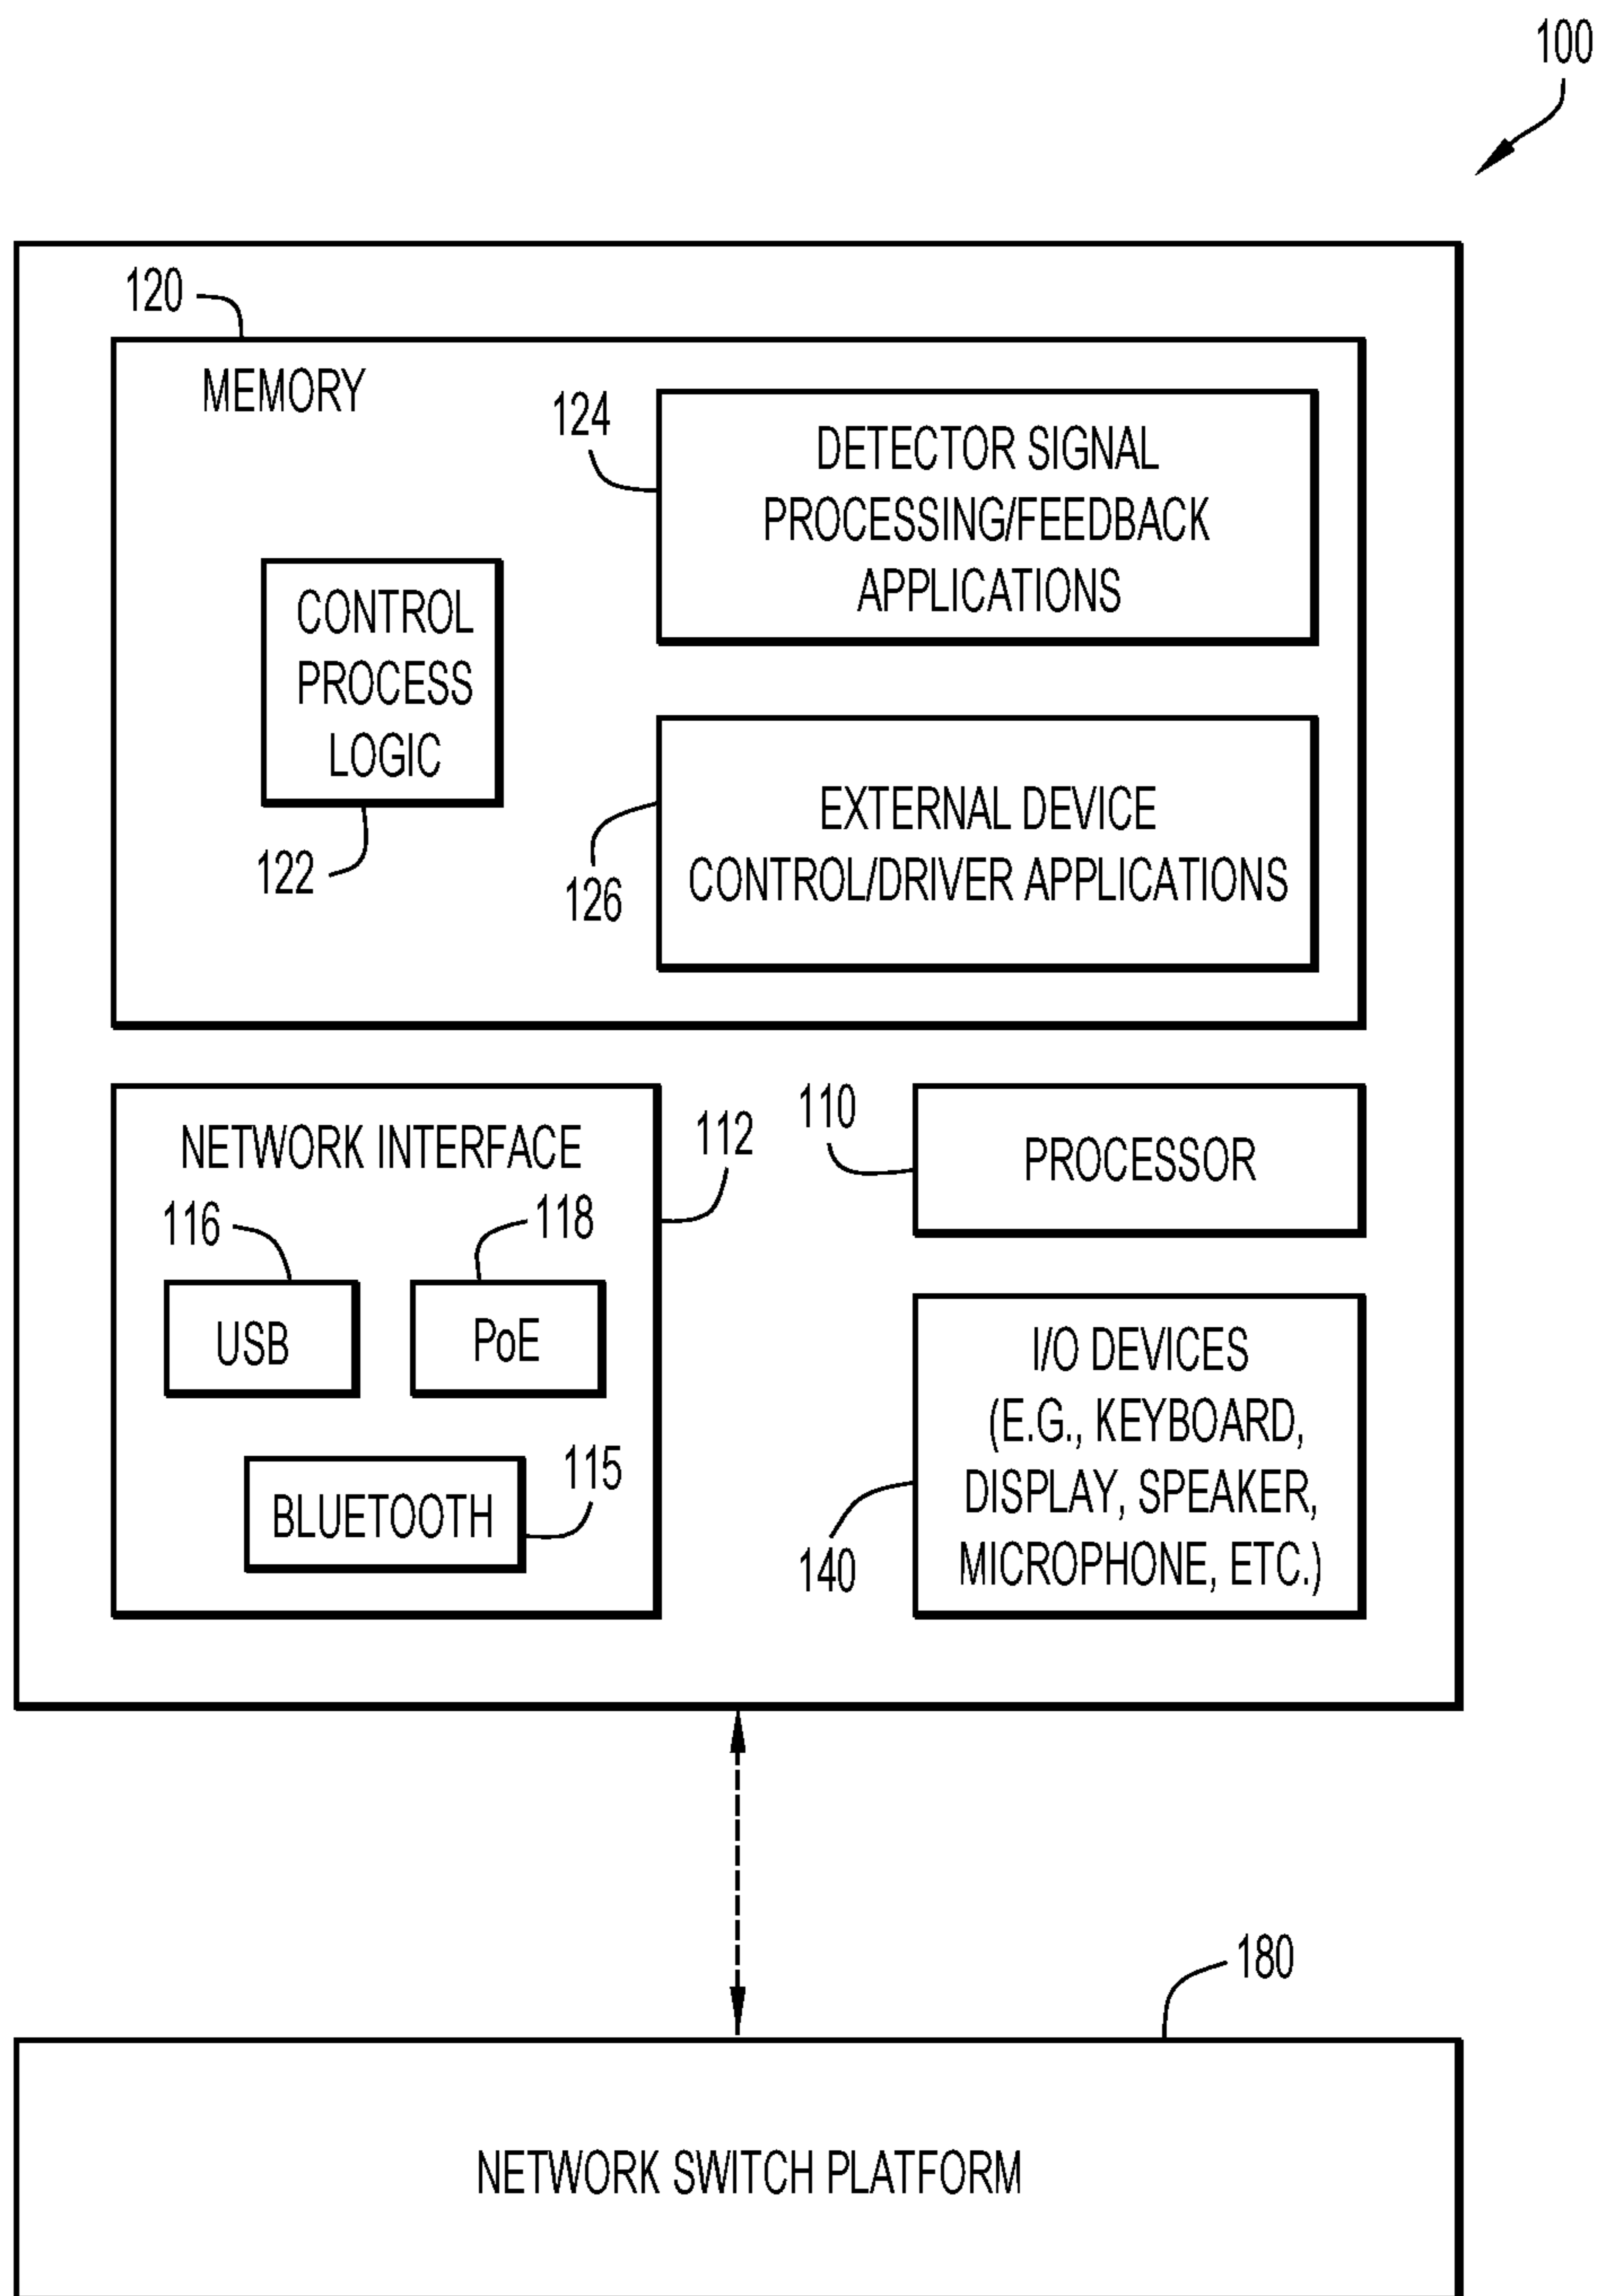 100
120
MEMORY
124
DETECTOR SIGNAL
PROCESSING/FEEDBACK
APPLICATIONS
CONTROL
PROCESS
LOGIC
122
EXTERNAL DEVICE
CONTROL/DRIVER APPLICATIONS
126
NETWORK INTERFACE
112
116
118
USB
PoE
115
BLUETOOTH
110
PROCESSOR
I/O DEVICES
(E.G., KEYBOARD,
DISPLAY, SPEAKER,
MICROPHONE, ETC.)
140
180
NETWORK SWITCH PLATFORM